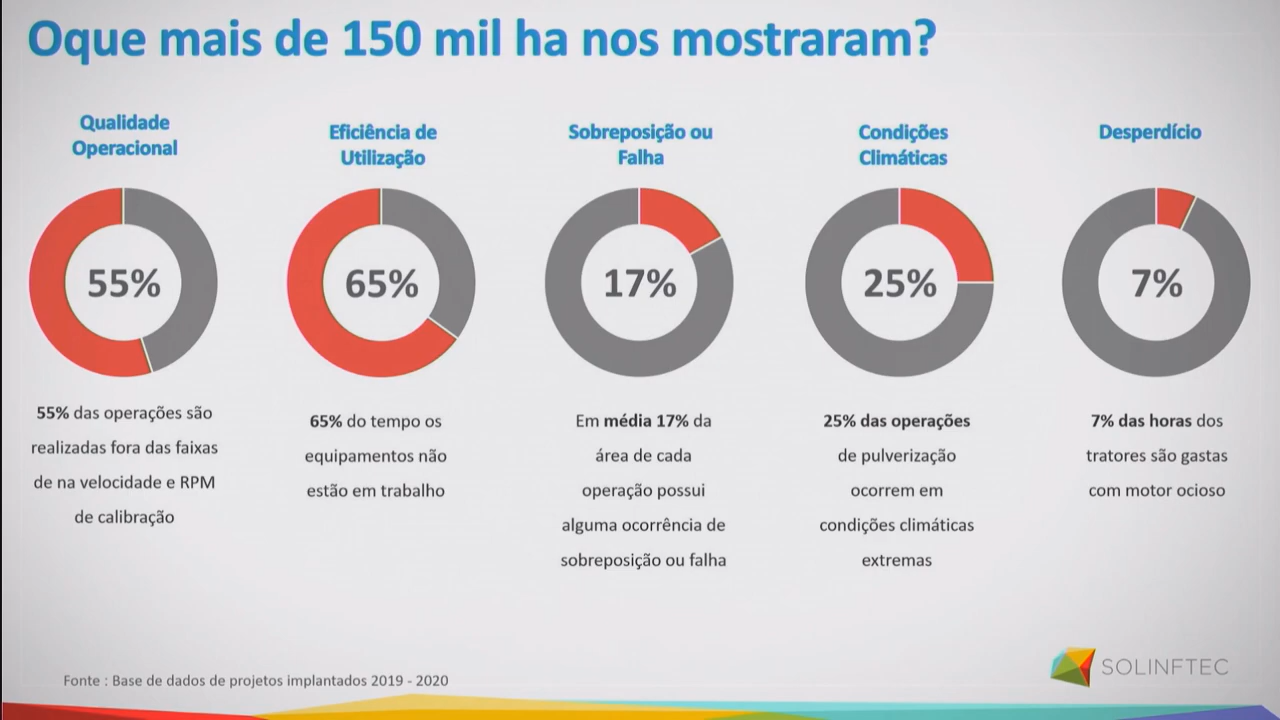 Oque mais de 150 mil ha nos mostraram?
Qualidade
Operacional
55%
55% das operações são
realizadas fora das faixas
de na velocidade e RPM
de calibração
Eficiência de
Utilização
65%
65% do tempo os
equipamentos não
estão em trabalho
Sobreposição ou
Falha
17%
Em média 17% da
área de cada
operação possui
alguma ocorrência de
sobreposição ou falha
Condições
Climáticas
25%
25% das operações
de pulverização
ocorrem em
condições climáticas
extremas
Desperdício
7%
7% das horas dos
tratores são gastas
com motor ocioso
Fonte : Base de dados de projetos implantados 2019 - 2020
SOLINFTEC